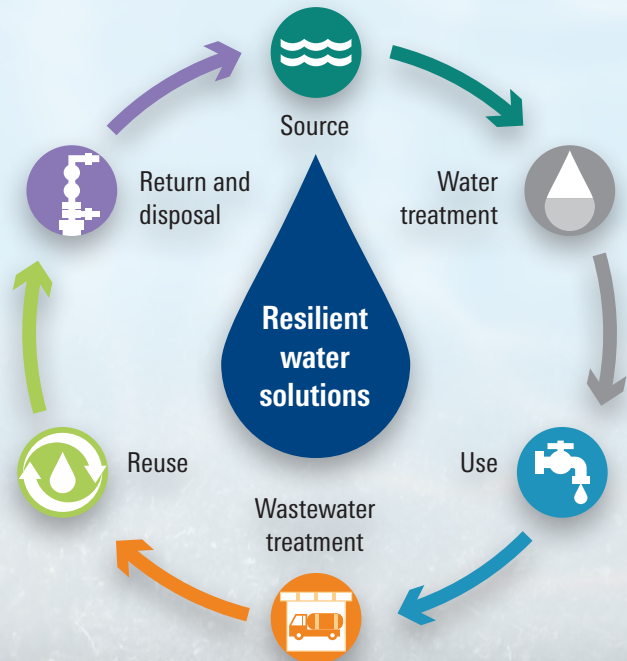 Source
Return and
disposal
Water
treatment
Resilient
water
solutions
Reuse
Use
Wastewater
treatment